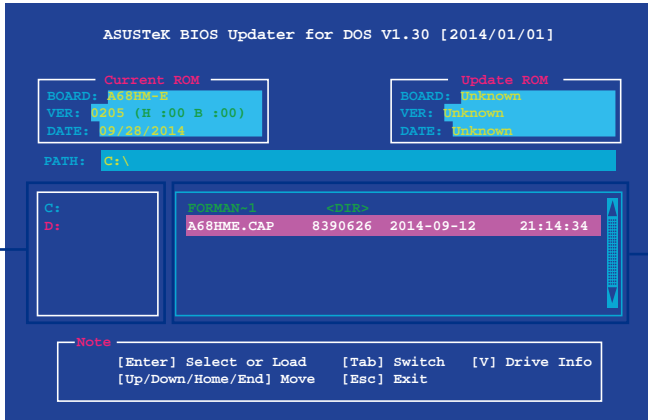 ASUSTeK BIOS Updater for DOS V1.30 [2014/01/01]
Current ROM
BOARD: A68HM-E
VER: 0205 (H :00 B :00)
DATE: 09/28/2014
Update ROM
BOARD: Unknown
VER: Unknown
DATE: Unknown
PATH: C:\
C:
D:
FORMAN~1 <DIR>
A68HME.CAP 8390626 2014-09-12 21:14:34
Note
[Enter] Select or Load [Tab] Switch [V] Drive Info
[Up/Down/Home/End] Move [Esc] Exit